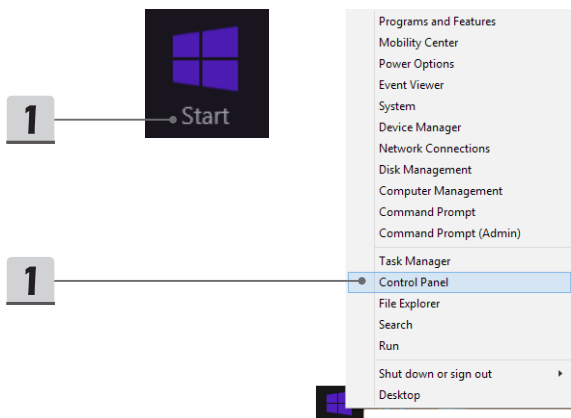 1
Start
1
Programs and Features
Mobility Center
Power Options
Event Viewer
System
Device Manager
Network Connections
Disk Management
Computer Management
Command Prompt
Command Prompt (Admin)
Task Manager
Control Panel
File Explorer
Search
Run
Shut down or sign out
Desktop